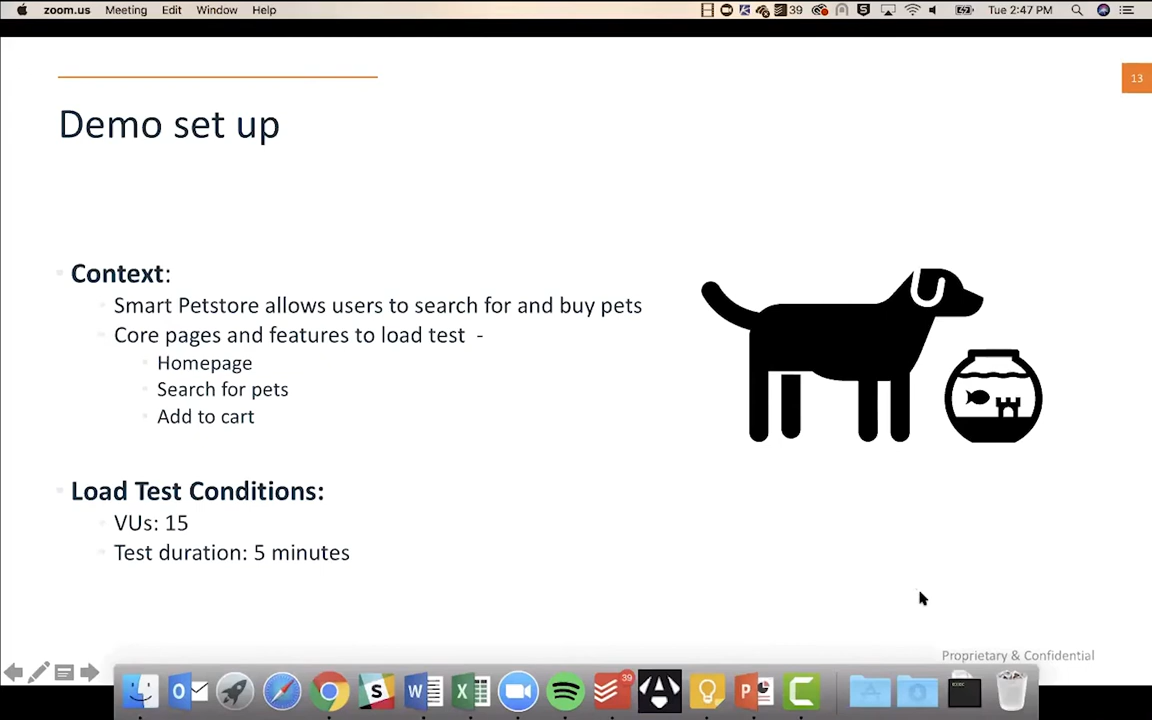 zoom.us Meeting Edit Window Help 39 Tue 2:47 PM
13
Demo set up
Context:
Smart Petstore allows users to search for and buy pets
Core pages and features to load test -
Homepage
Search for pets
Add to cart
Load Test Conditions:
VUs: 15
Test duration: 5 minutes
Proprietary & Confidential
39